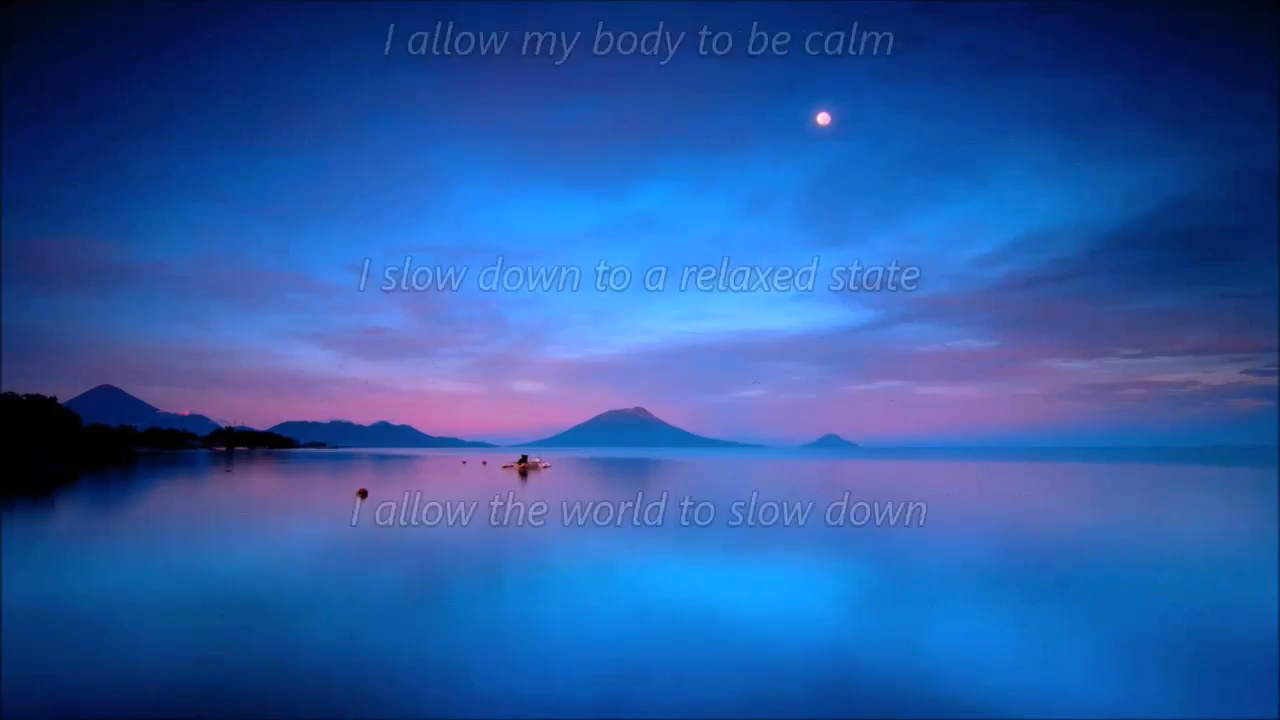 I allow my body to be calm
I slow down to a relaxed state
I allow the world to slow down